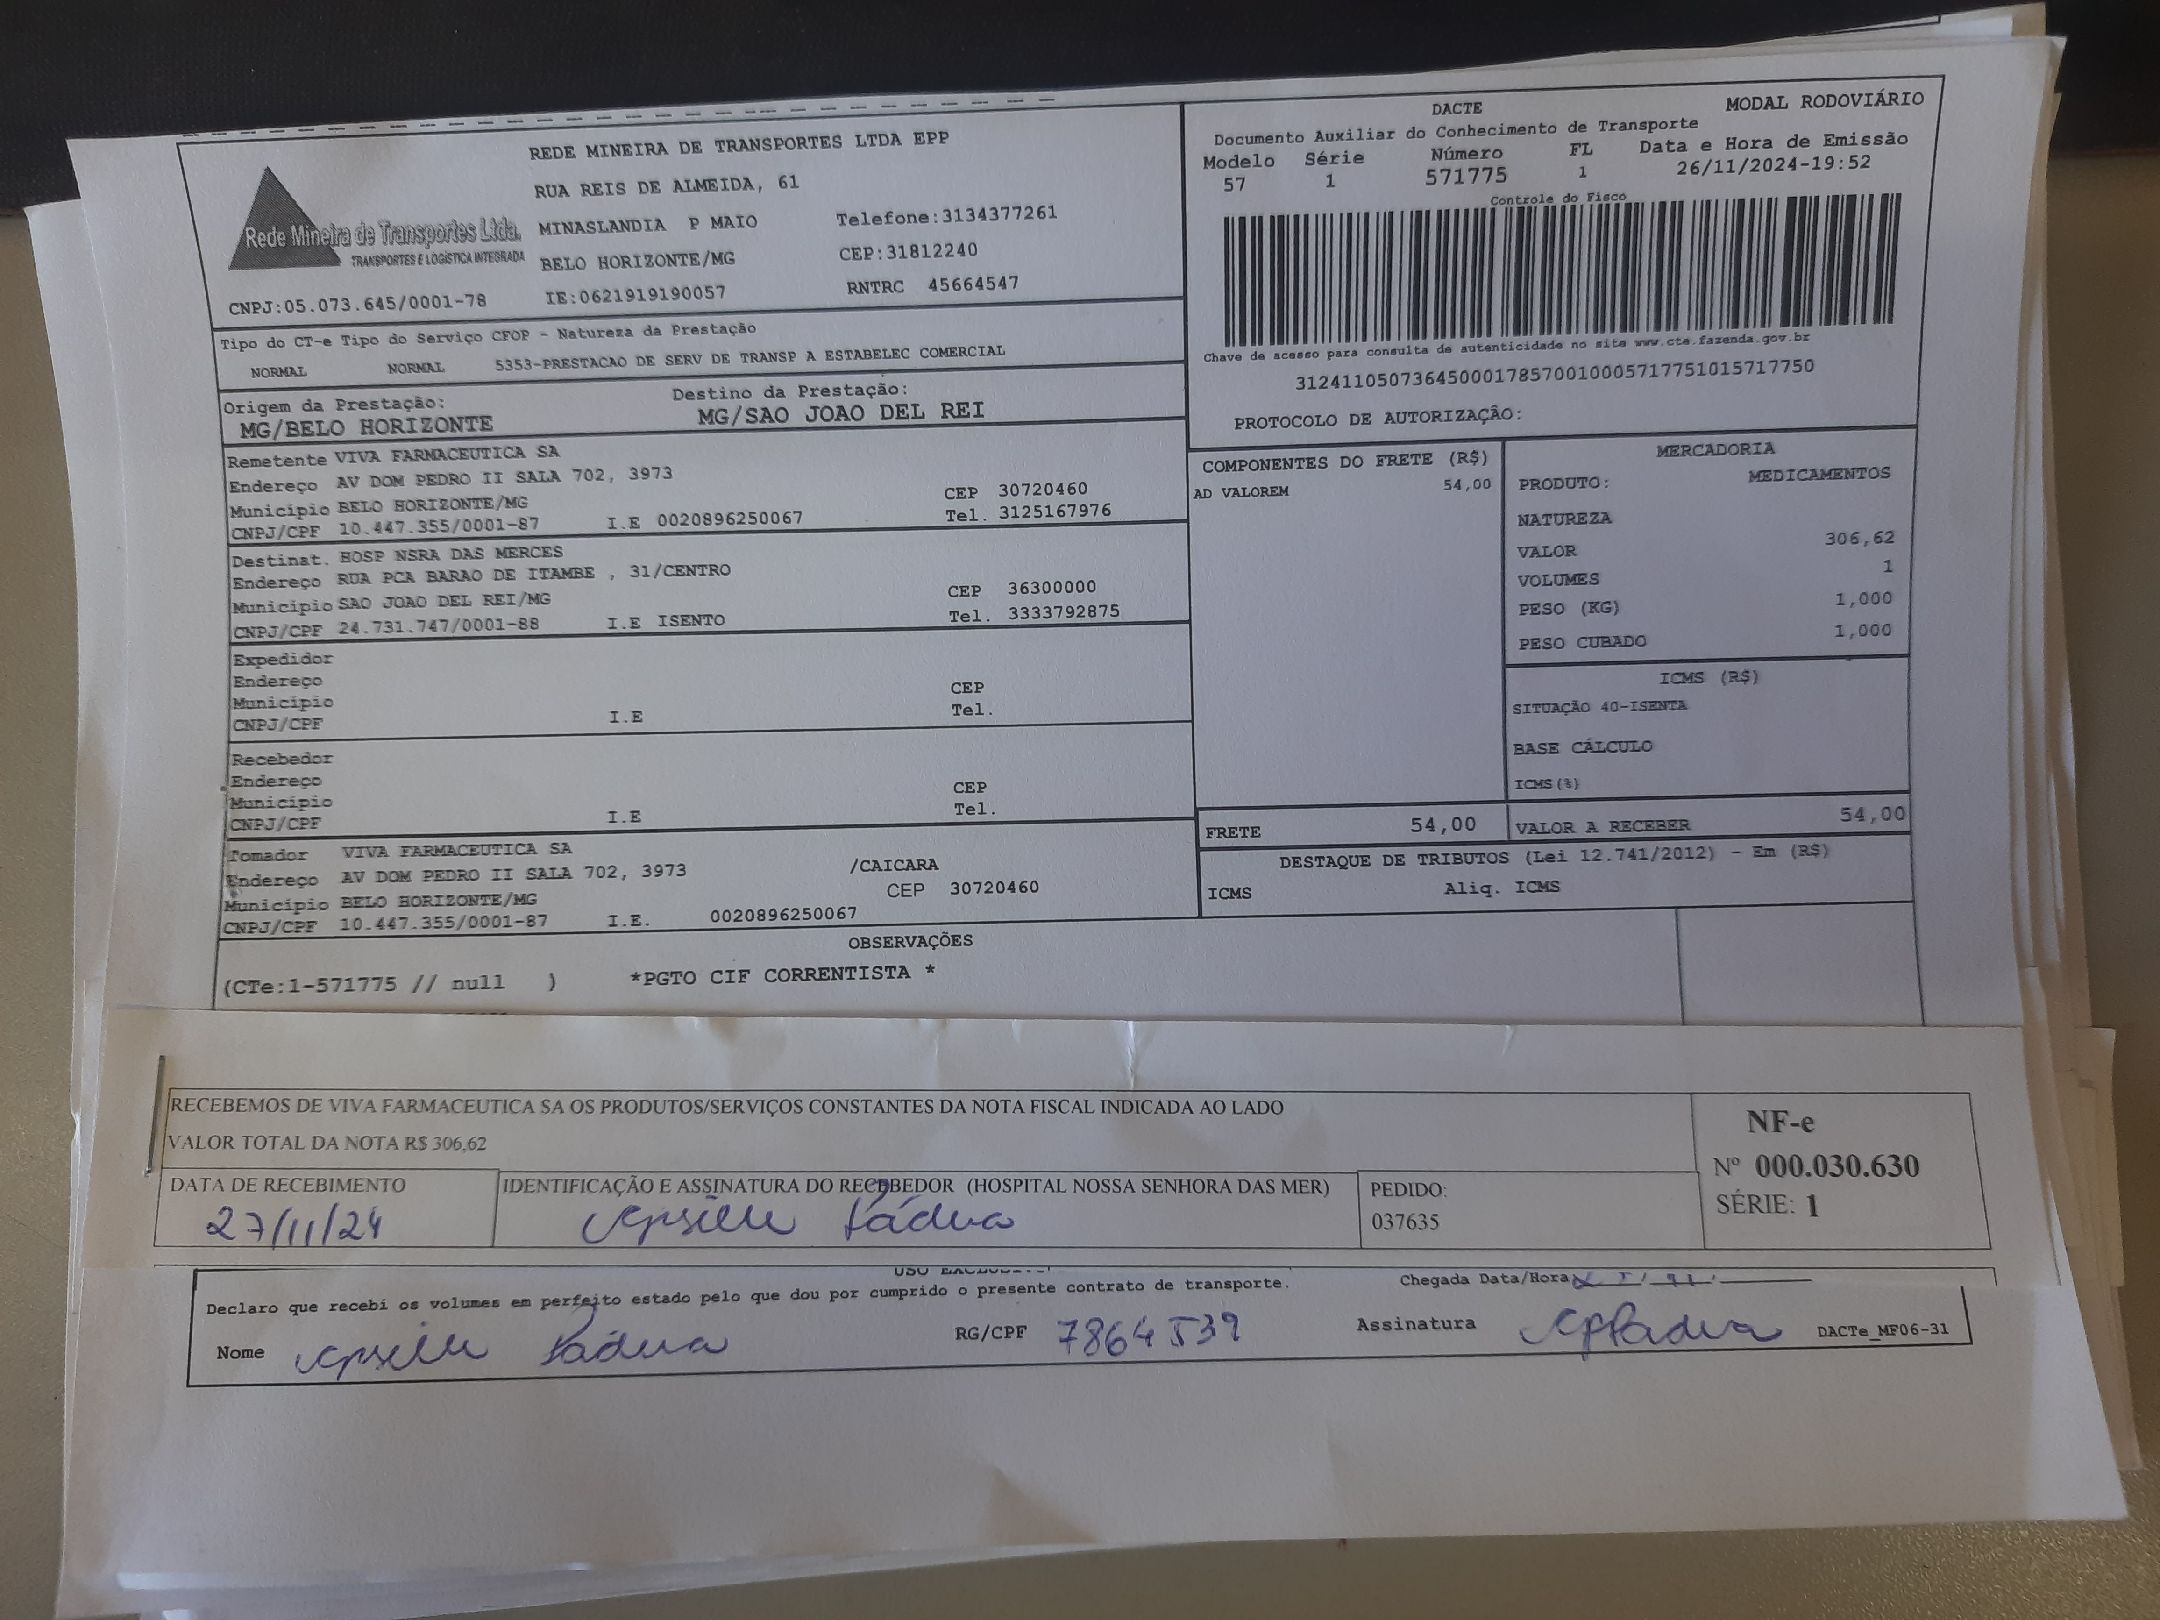 REDE MINEIRA DE TRANSPORTES LTDA EPP
RUA REIS DE ALMEIDA, 61
MINASLANDIA P MAIO Telefone:3134377261
BELO HORIZONTE/MG CEP:31812240
IE:0621919190057 RNTRC 45664547
Rede Mineira de Transportes Ltda.
TRANSPORTES E LOGÍSTICA INTEGRADA
CNPJ:05.073.645/0001-78
DACTE MODAL RODOVIÁRIO
Documento Auxiliar do Conhecimento de Transporte
Modelo Série Número FL Data e Hora de Emissão
57 1 571775 1 26/11/2024-19:52
Controle do Fisco
Chave de acesso para consulta de autenticidade no site www.cte.fazenda.gov.br
31241105073645000178570010005717751015717750
PROTOCOLO DE AUTORIZAÇÃO:
Tipo do CT-e Tipo do Serviço CFOP - Natureza da Prestação
NORMAL NORMAL 5353-PRESTACAO DE SERV DE TRANSP A ESTABELEC COMERCIAL
Origem da Prestação: Destino da Prestação:
MG/BELO HORIZONTE MG/SAO JOAO DEL REI
Remetente VIVA FARMACEUTICA SA
Endereço AV DOM PEDRO II SALA 702, 3973
Município BELO HORIZONTE/MG CEP 30720460
CNPJ/CPF 10.447.355/0001-87 I.E 0020896250067 Tel. 3125167976
Destinat. HOSP NSRA DAS MERCES
Endereço RUA PCA BARAO DE ITAMBE , 31/CENTRO
Município SAO JOAO DEL REI/MG CEP 36300000
CNPJ/CPF 24.731.747/0001-88 I.E ISENTO Tel. 3333792875
Expedidor
Endereço
Município CEP
CNPJ/CPF I.E Tel.
Recebedor
Endereço
Município CEP
CNPJ/CPF I.E Tel.
Tomador VIVA FARMACEUTICA SA
Endereço AV DOM PEDRO II SALA 702, 3973 /CAICARA
Município BELO HORIZONTE/MG CEP 30720460
CNPJ/CPF 10.447.355/0001-87 I.E. 0020896250067
COMPONENTES DO FRETE (R$)
AD VALOREM 54,00
MERCADORIA
PRODUTO: MEDICAMENTOS
NATUREZA
VALOR 306,62
VOLUMES 1
PESO (KG) 1,000
PESO CUBADO 1,000
ICMS (R$)
SITUAÇÃO 40-ISENTA
BASE CÁLCULO
ICMS(%)
FRETE 54,00 VALOR A RECEBER 54,00
DESTAQUE DE TRIBUTOS (Lei 12.741/2012) - Em (R$)
ICMS Aliq. ICMS
OBSERVAÇÕES
(CTe:1-571775 // null ) *PGTO CIF CORRENTISTA *
RECEBEMOS DE VIVA FARMACEUTICA SA OS PRODUTOS/SERVIÇOS CONSTANTES DA NOTA FISCAL INDICADA AO LADO
VALOR TOTAL DA NOTA R$ 306,62
NF-e
Nº 000.030.630
SÉRIE: 1
DATA DE RECEBIMENTO IDENTIFICAÇÃO E ASSINATURA DO RECEBEDOR (HOSPITAL NOSSA SENHORA DAS MER) PEDIDO:
27/11/24 Pádua 037635
Declaro que recebi os volumes em perfeito estado pelo que dou por cumprido o presente contrato de transporte. Chegada Data/Hora
Nome Pádua RG/CPF 7864539 Assinatura DACTe_MF06-31